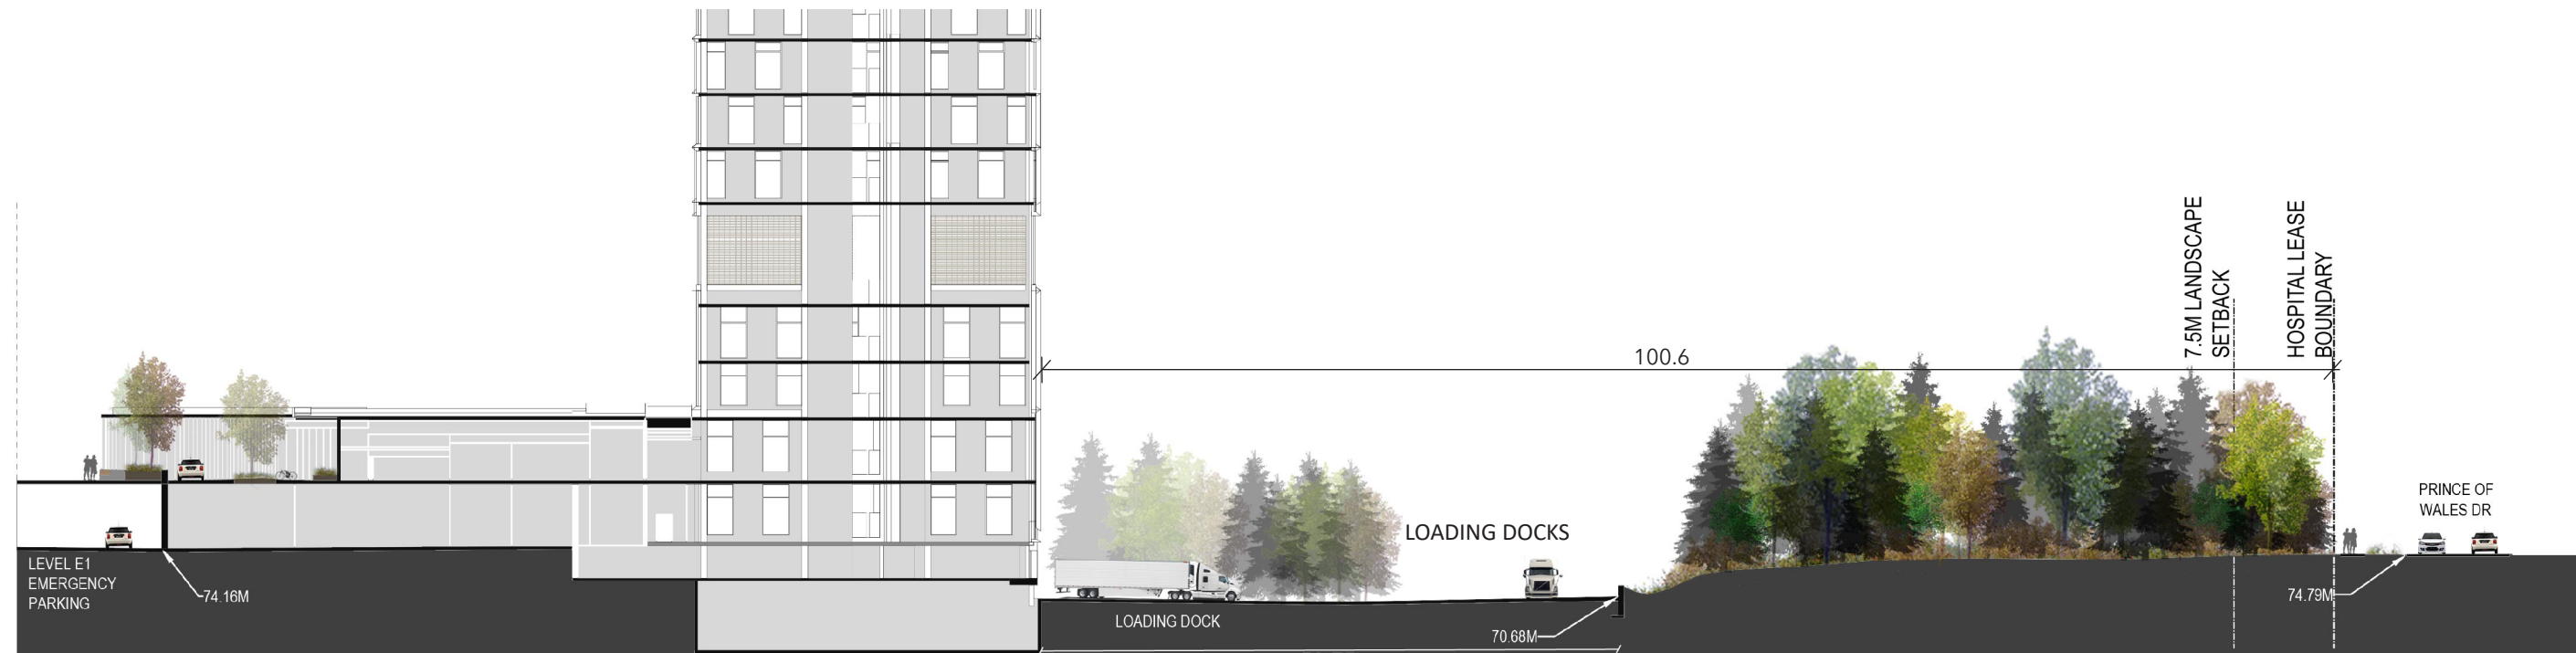 7.5M LANDSCAPE
SETBACK
HOSPITAL LEASE
BOUNDARY
100.6
LOADING DOCKS
PRINCE OF
WALES DR
LEVEL E1
EMERGENCY
PARKING
74.16M
LOADING DOCK
70.68M
74.79M